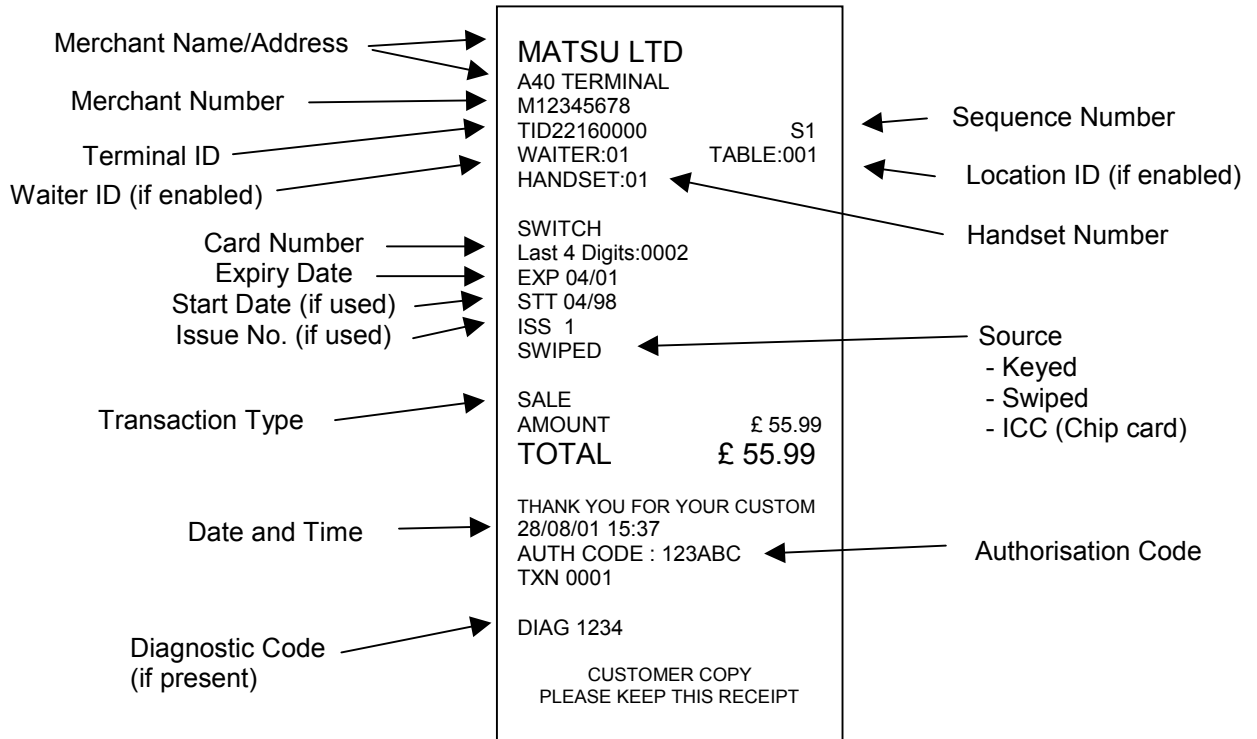 Merchant Name/Address
Merchant Number
Terminal ID
Waiter ID (if enabled)
Card Number
Expiry Date
Start Date (if used)
Issue No. (if used)
Transaction Type
Date and Time
Diagnostic Code
(if present)
MATSU LTD
A40 TERMINAL
M12345678
TID22160000 S1
WAITER:01 TABLE:001
HANDSET:01
SWITCH
Last 4 Digits:0002
EXP 04/01
STT 04/98
ISS 1
SWIPED
SALE
AMOUNT £ 55.99
TOTAL £ 55.99
THANK YOU FOR YOUR CUSTOM
28/08/01 15:37
AUTH CODE : 123ABC
TXN 0001
DIAG 1234
CUSTOMER COPY
PLEASE KEEP THIS RECEIPT
Sequence Number
Location ID (if enabled)
Handset Number
Source
- Keyed
- Swiped
- ICC (Chip card)
Authorisation Code